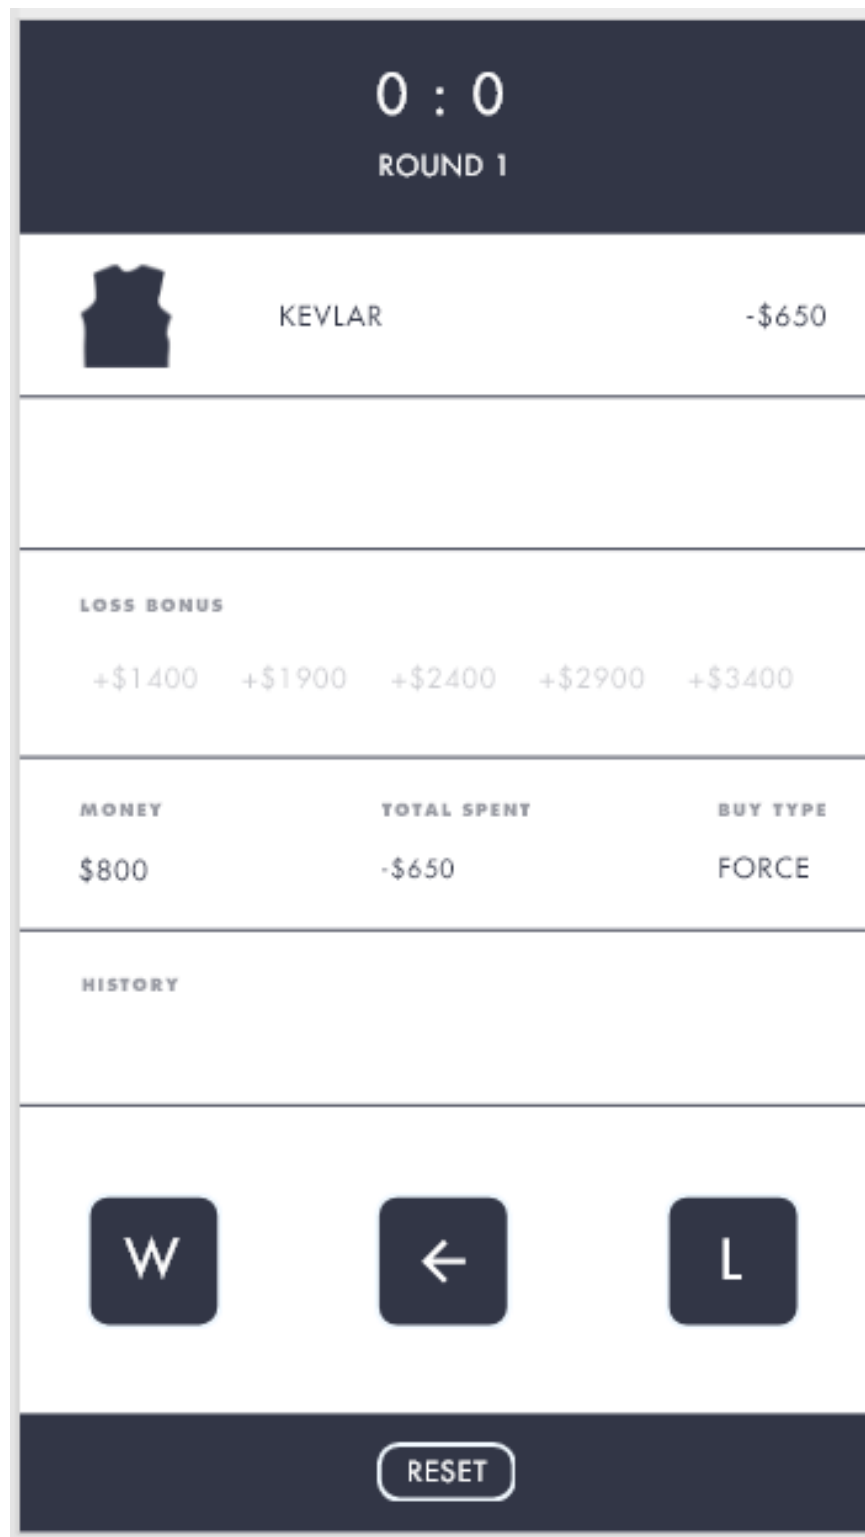 0 : 0
ROUND 1
KEVLAR -$650
LOSS BONUS
+$1400 +$1900 +$2400 +$2900 +$3400
MONEY TOTAL SPENT BUY TYPE
$800 -$650 FORCE
HISTORY
W ← L
RESET